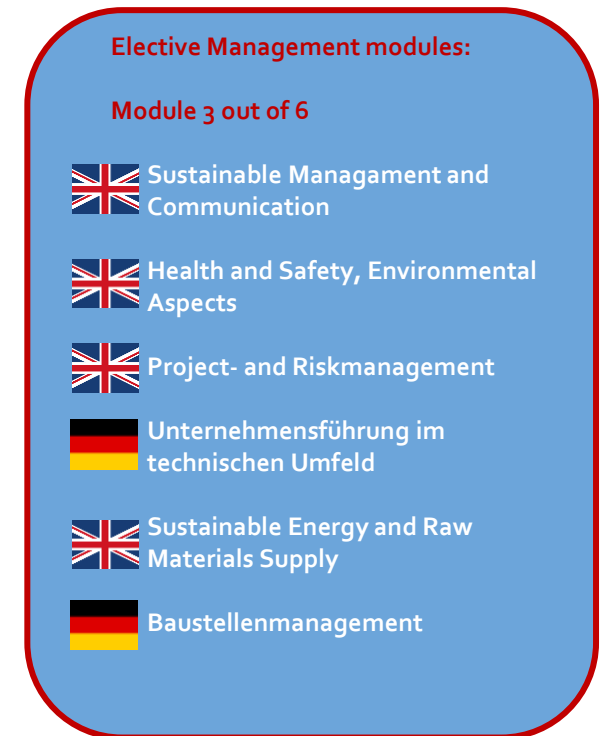 Elective Management modules:
Module 3 out of 6
Sustainable Managament and
Communication
Health and Safety, Environmental
Aspects
Project- and Riskmanagement
Unternehmensführung im
technischen Umfeld
Sustainable Energy and Raw
Materials Supply
Baustellenmanagement